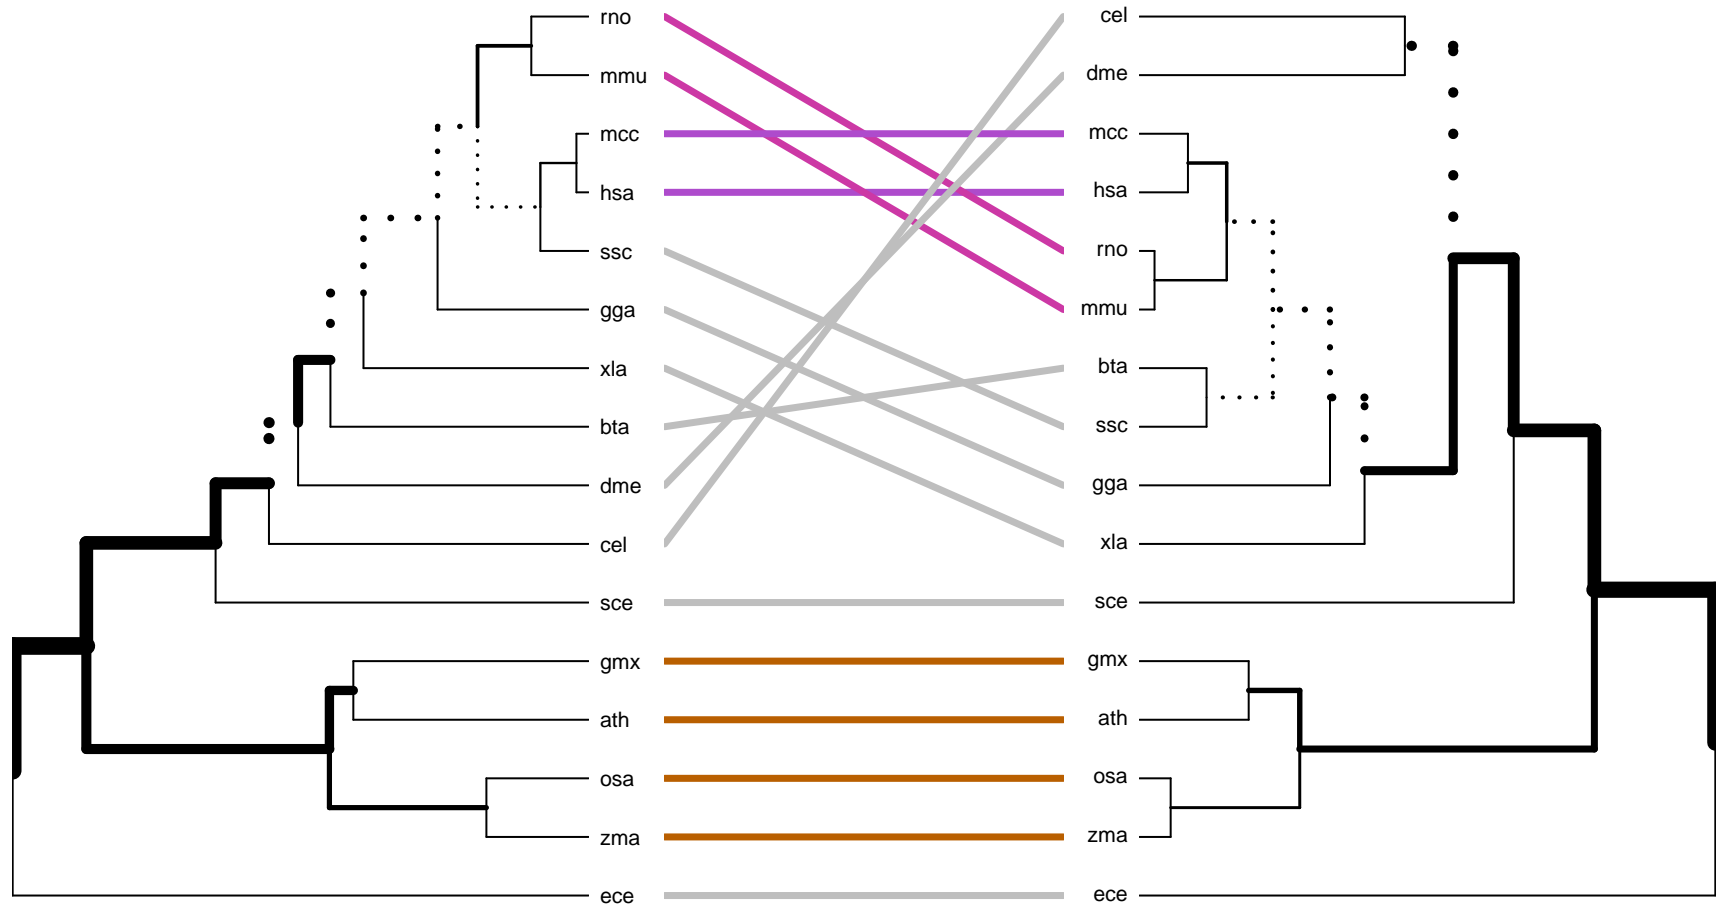 rno cel
mmu dme
mcc mcc
hsa hsa
ssc rno
gga mmu
xla bta
bta ssc
dme gga
cel xla
sce sce
gmx gmx
ath ath
osa osa
zma zma
ece ece